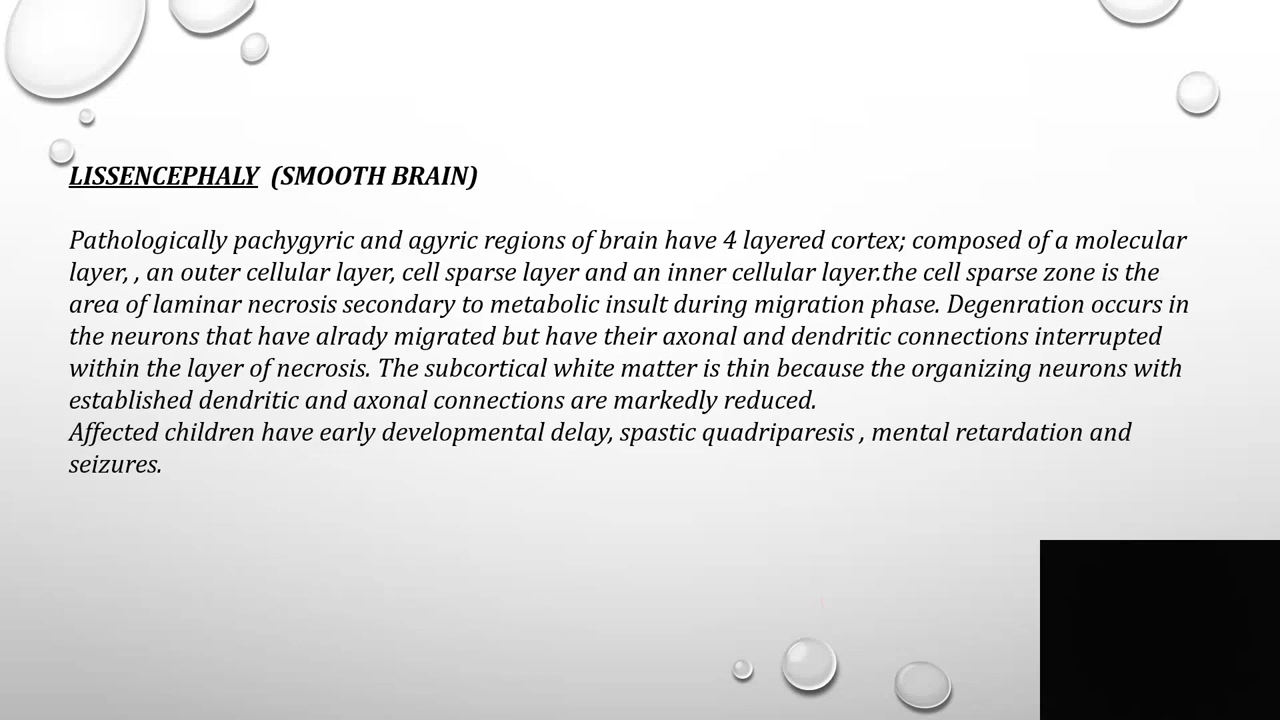 LISSENCEPHALY (SMOOTH BRAIN)
Pathologically pachygyric and agyric regions of brain have 4 layered cortex; composed of a molecular
layer, , an outer cellular layer, cell sparse layer and an inner cellular layer.the cell sparse zone is the
area of laminar necrosis secondary to metabolic insult during migration phase. Degenration occurs in
the neurons that have alrady migrated but have their axonal and dendritic connections interrupted
within the layer of necrosis. The subcortical white matter is thin because the organizing neurons with
established dendritic and axonal connections are markedly reduced.
Affected children have early developmental delay, spastic quadriparesis , mental retardation and
seizures.